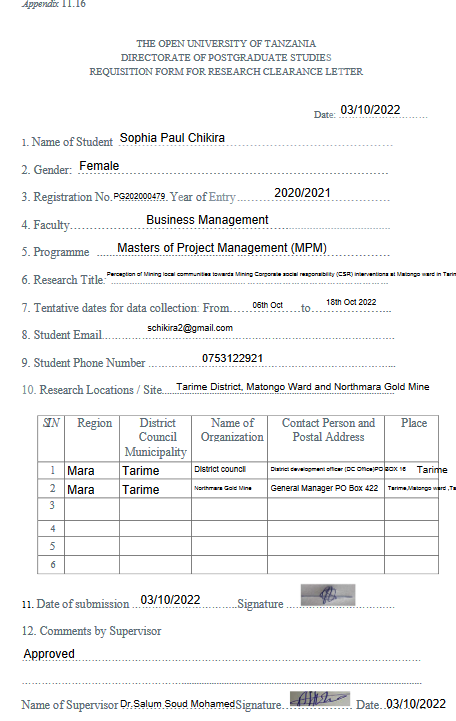 Appendix 11.16
THE OPEN UNIVERSITY OF TANZANIA
DIRECTORATE OF POSTGRADUATE STUDIES
REQUISITION FORM FOR RESEARCH CLEARANCE LETTER
Date: 03/10/2022
1. Name of Student Sophia Paul Chikira
2. Gender: Female
3. Registration No. PG202000479. Year of Entry 2020/2021
4. Faculty Business Management
5. Programme Masters of Project Management (MPM)
6. Research Title: Perception of Mining local communities towards Mining Corporate social responsibility (CSR) interventions at Matongo ward in Tarim
7. Tentative dates for data collection: From 06th Oct to 18th Oct 2022
8. Student Email schikira2@gmail.com
9. Student Phone Number 0753122921
10. Research Locations / Site Tarime District, Matongo Ward and Northmara Gold Mine
S/N Region District Council Municipality Name of Organization Contact Person and Postal Address Place
1 Mara Tarime District council District development officer (DC Office)PO BOX 16 Tarime
2 Mara Tarime Northmara Gold Mine General Manager PO Box 422 Tarime,Matongo ward ,Ta
3
4
5
6
11. Date of submission 03/10/2022 Signature
12. Comments by Supervisor
Approved
Name of Supervisor Dr.Salum Soud Mohamed Signature Date 03/10/2022